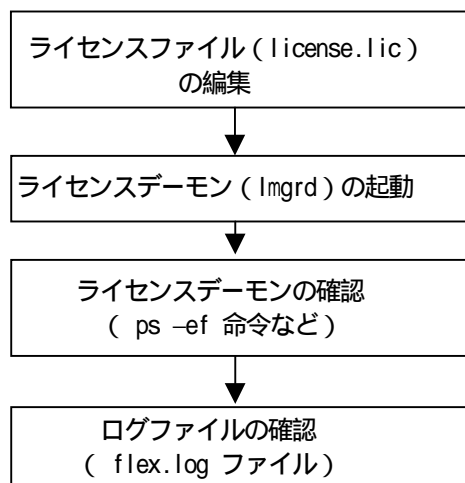 ライセンスファイル（license.lic）
の編集
ライセンスデーモン（lmgrd）の起動
ライセンスデーモンの確認
（ ps –ef 命令など）
ログファイルの確認
（ flex.log ファイル）